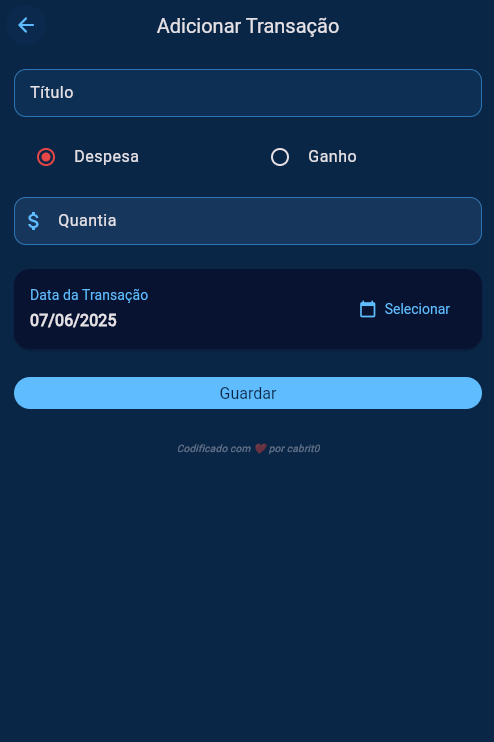 Adicionar Transação
Título
Despesa
Ganho
$ Quantia
Data da Transação
07/06/2025
Selecionar
Guardar
Codificado com ❤️ por cabrit0